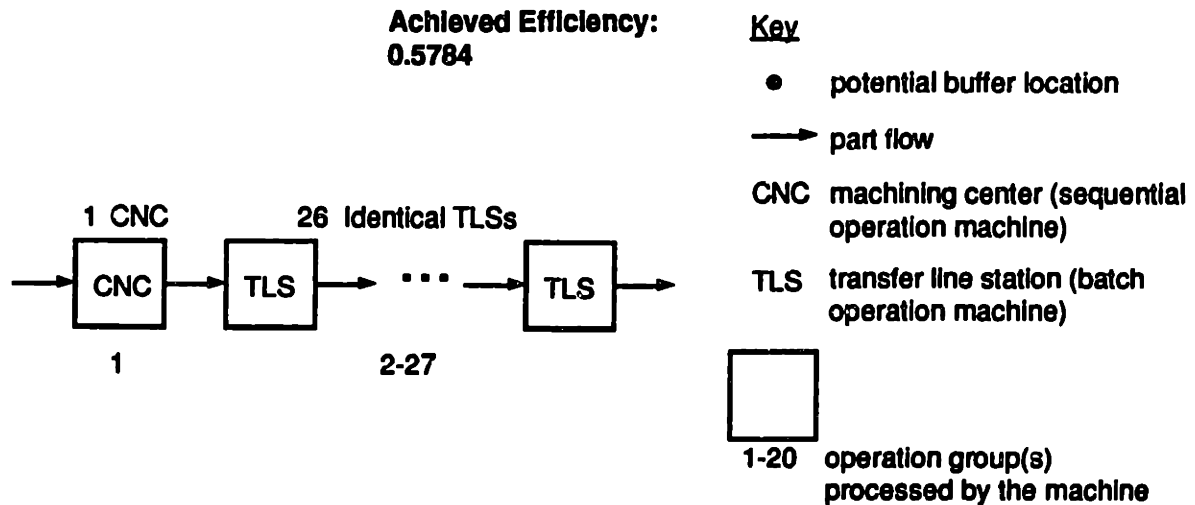 Achieved Efficiency:
0.5784
Key
potential buffer location
part flow
CNC machining center (sequential
operation machine)
TLS transfer line station (batch
operation machine)
1-20 operation group(s)
processed by the machine
1 CNC
26 Identical TLSs
CNC
TLS
...
TLS
1
2-27